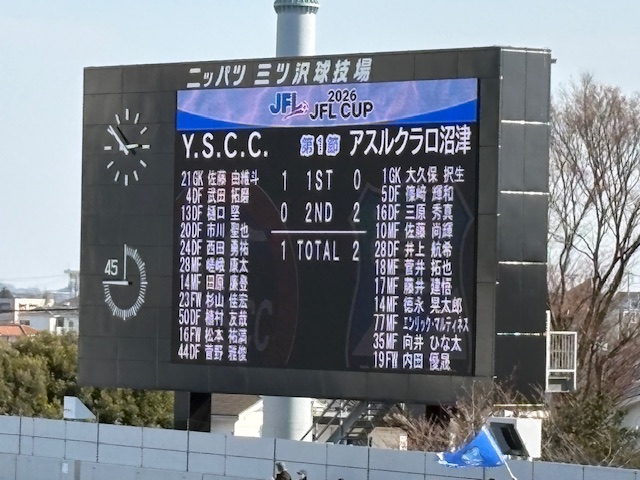 ニッパツ 三ツ沢球技場
JFL 2026 JFL CUP
Y.S.C.C. 第1節 アスルクラロ沼津
1 1ST 0
0 2ND 2
1 TOTAL 2
21GK 佐藤 由椎斗
4DF 武田 拓磨
13DF 樋口 堅
20DF 市川 聖也
24DF 西田 勇祐
28MF 嵯峨 康太
14MF 田原 廉登
23FW 杉山 佳宏
50DF 植村 友哉
16FW 松本 祐満
44DF 菅野 雅俊
1GK 大久保 択生
5DF 篠崎 輝和
16DF 三原 秀真
10MF 佐藤 尚輝
28DF 井上 航希
18MF 菅井 拓也
17MF 藤井 建悟
14MF 徳永 晃太郎
77MF エンリック・マルティネス
35MF 向井 ひな太
19FW 内田 優晟
45